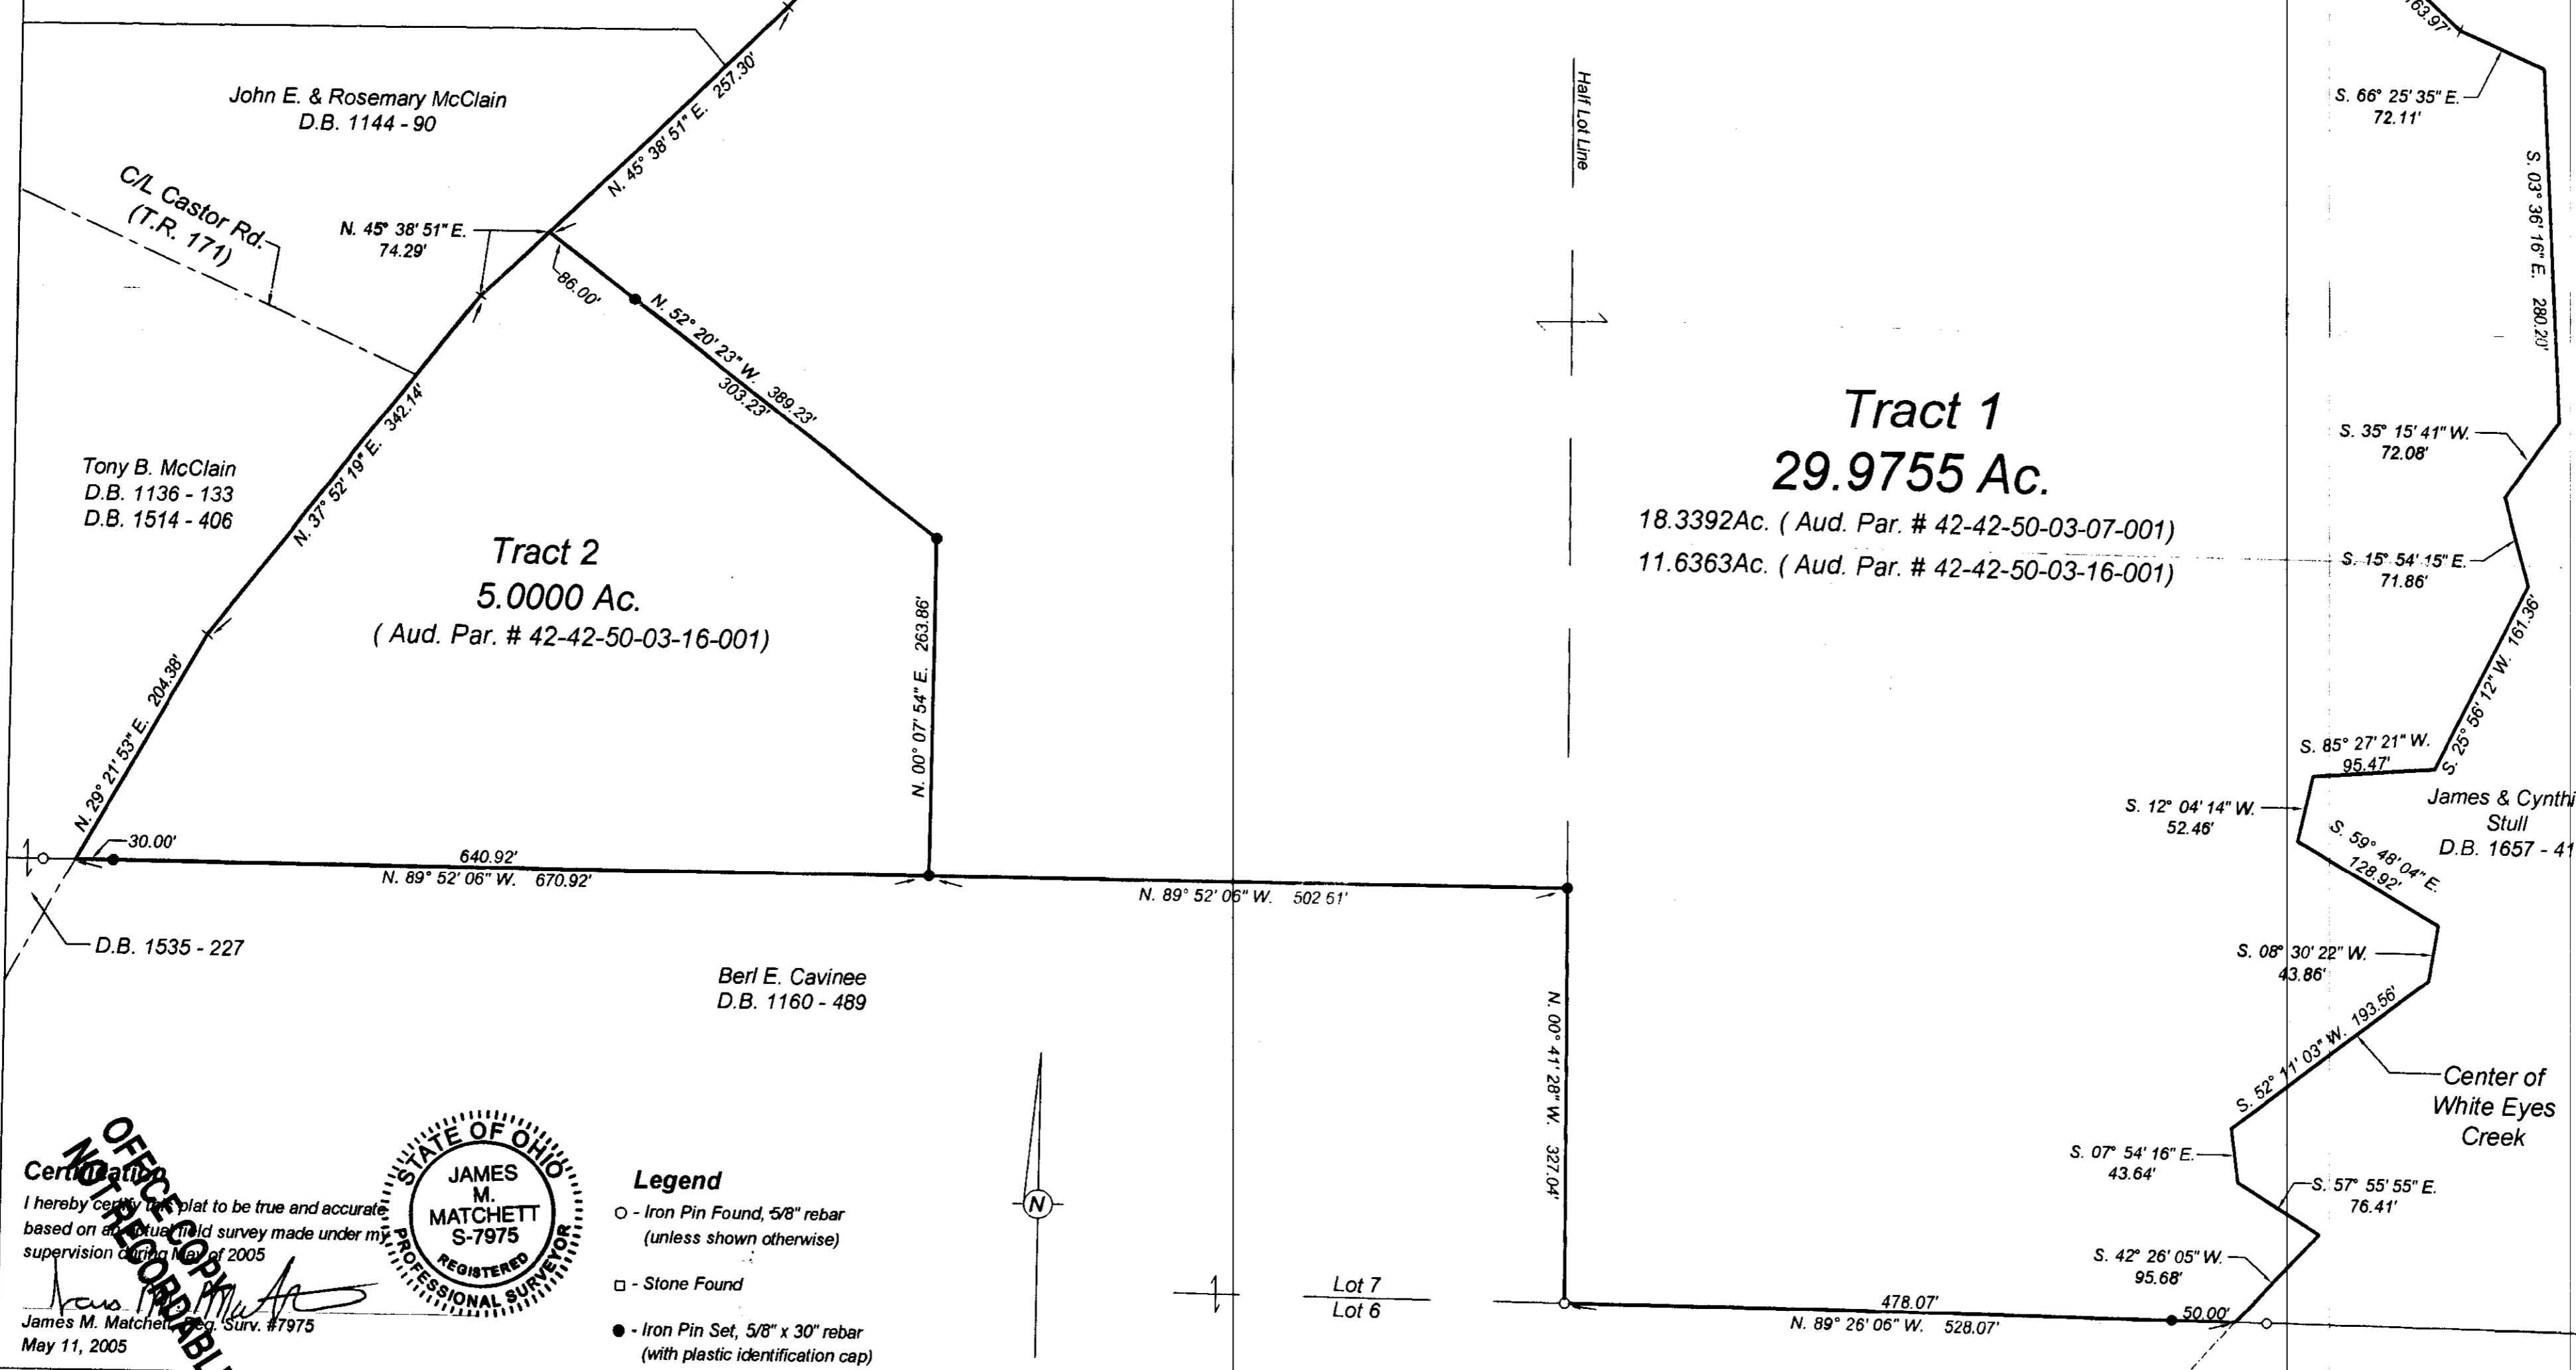 John E. & Rosemary McClain
D.B. 1144 - 90
C/L Castor Rd.
(T.R. 171)
N. 45° 38' 51" E. 257.30'
N. 45° 38' 51" E.
74.29'
86.00'
N. 52° 20' 23" W. 389.23'
303.23'
N. 37° 52' 19" E. 342.14'
Tony B. McClain
D.B. 1136 - 133
D.B. 1514 - 406
Tract 2
5.0000 Ac.
( Aud. Par. # 42-42-50-03-16-001)
N. 00° 07' 54" E. 263.86'
N. 29° 21' 53" E. 204.38'
30.00'
640.92'
N. 89° 52' 06" W. 670.92'
N. 89° 52' 06" W. 502 51'
D.B. 1535 - 227
Berl E. Cavinee
D.B. 1160 - 489
Half Lot Line
Tract 1
29.9755 Ac.
18.3392Ac. ( Aud. Par. # 42-42-50-03-07-001)
11.6363Ac. ( Aud. Par. # 42-42-50-03-16-001)
763.97'
S. 66° 25' 35" E.
72.11'
S. 03° 36' 16" E. 280.20'
S. 35° 15' 41" W.
72.08'
S. 15° 54' 15" E.
71.86'
S. 25° 56' 12" W. 161.36'
S. 85° 27' 21" W.
95.47'
S. 12° 04' 14" W.
52.46'
James & Cynthi
Stull
D.B. 1657 - 41
S. 59° 48' 04" E.
128.92'
S. 08° 30' 22" W.
43.86'
S. 52° 11' 03" W. 193.56'
Center of
White Eyes
Creek
S. 07° 54' 16" E.
43.64'
S. 57° 55' 55" E.
76.41'
S. 42° 26' 05" W.
95.68'
N. 00° 41' 28" W. 327.04'
478.07'
50.00'
N. 89° 26' 06" W. 528.07'
Lot 7
Lot 6
N
OFFICE COPY
NOT RECORDABL
Certification
I hereby certify this plat to be true and accurate
based on an actual field survey made under my
supervision during May of 2005
James M. Matchett, Reg. Surv. #7975
May 11, 2005
STATE OF OHIO
JAMES
M.
MATCHETT
S-7975
REGISTERED
PROFESSIONAL SURVEYOR
Legend
- Iron Pin Found, 5/8" rebar
(unless shown otherwise)
- Stone Found
- Iron Pin Set, 5/8" x 30" rebar
(with plastic identification cap)